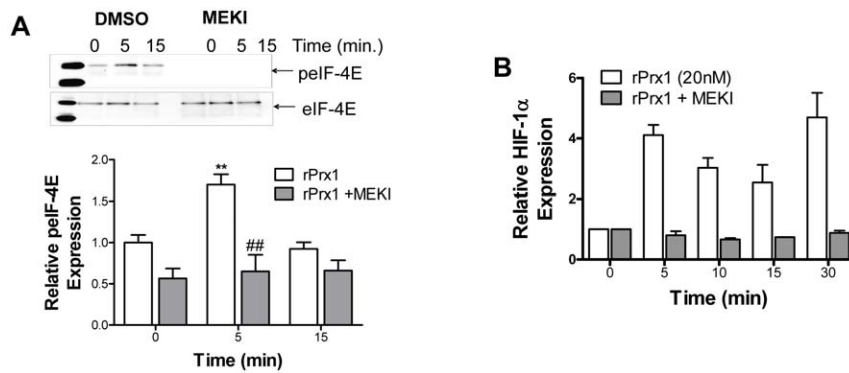 A
DMSO MEKI
0 5 15 0 5 15 Time (min.)
peIF-4E
eIF-4E
Relative peIF-4E
Expression
2.0
1.5
1.0
0.5
0.0
**
##
rPrx1
rPrx1 +MEKI
0 5 15
Time (min)
B
Relative HIF-1α
Expression
6
4
2
0
rPrx1 (20nM)
rPrx1 + MEKI
0 5 10 15 30
Time (min)